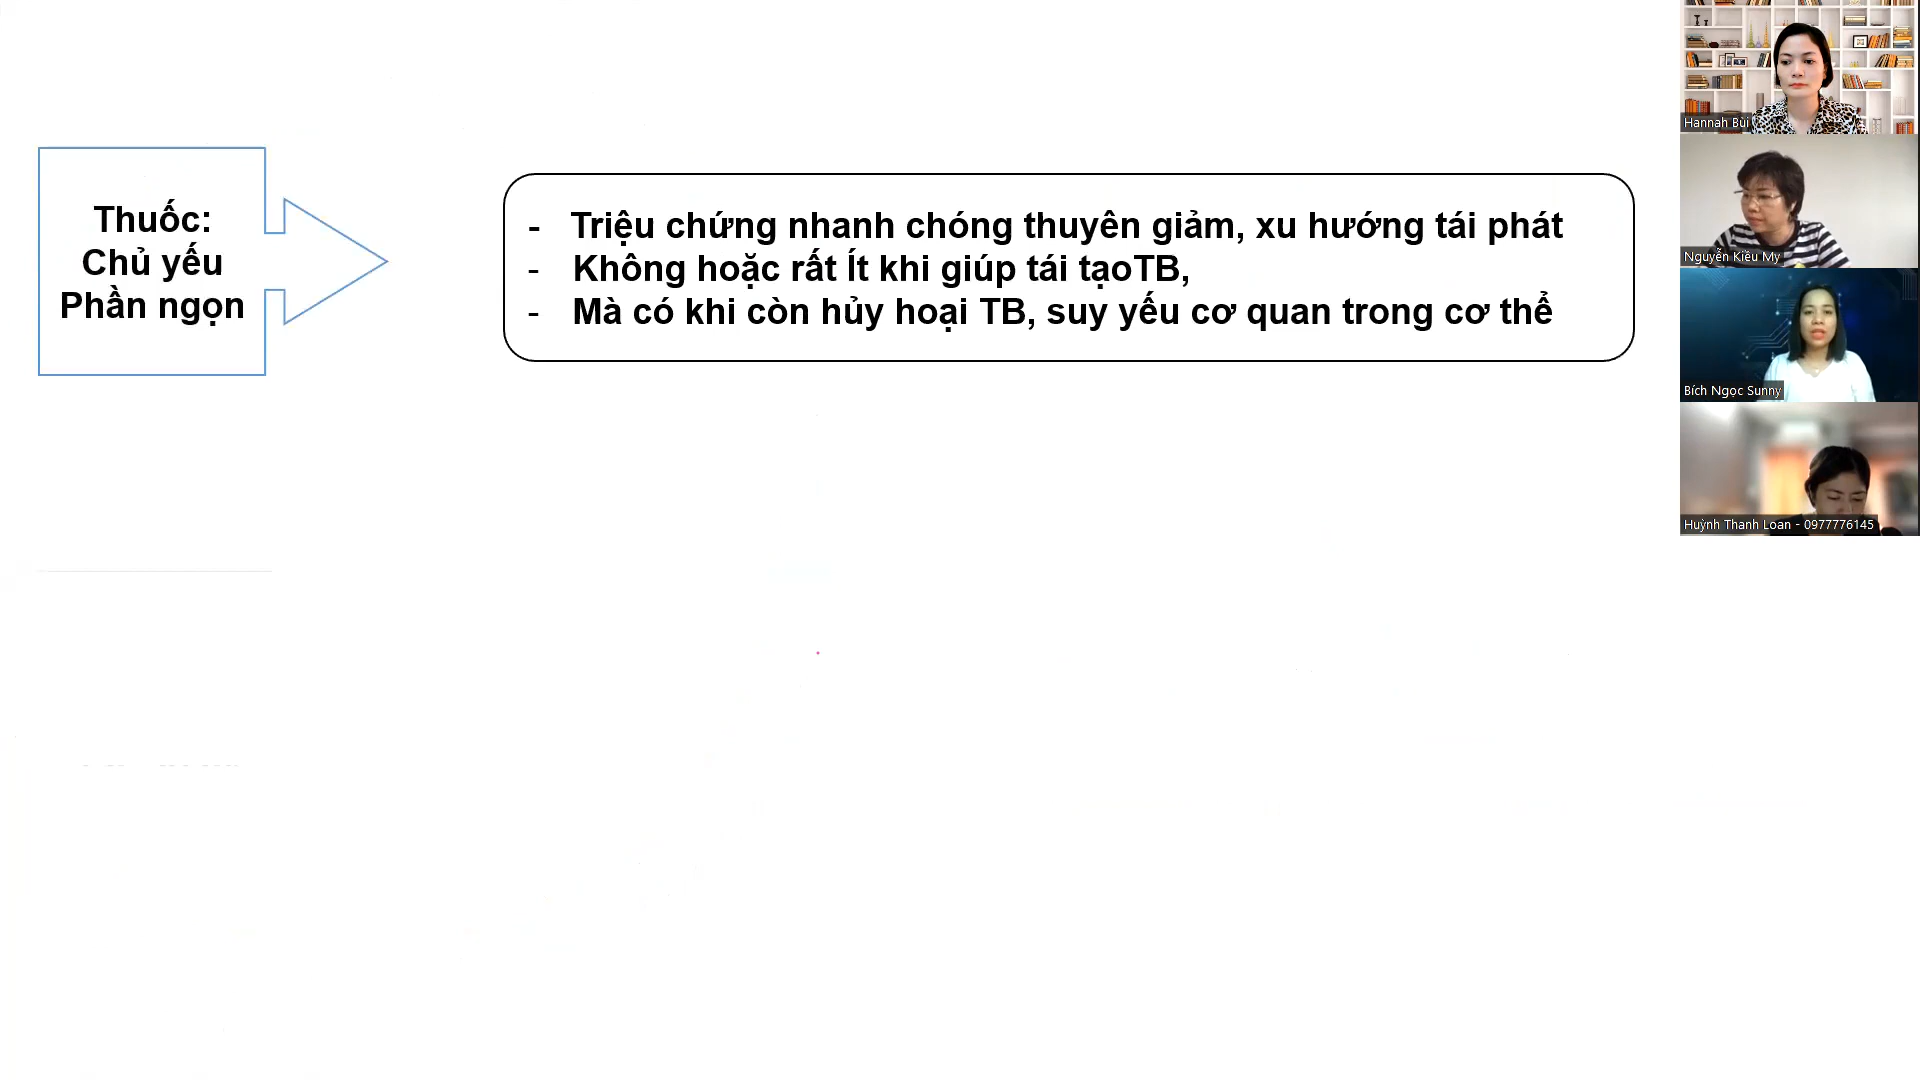 Thuốc:
Chủ yếu
Phần ngọn
- Triệu chứng nhanh chóng thuyên giảm, xu hướng tái phát
- Không hoặc rất Ít khi giúp tái tạoTB,
- Mà có khi còn hủy hoại TB, suy yếu cơ quan trong cơ thể
Hannah Bùi
Nguyễn Kiều My
Bích Ngọc Sunny
Huỳnh Thanh Loan - 0977776145